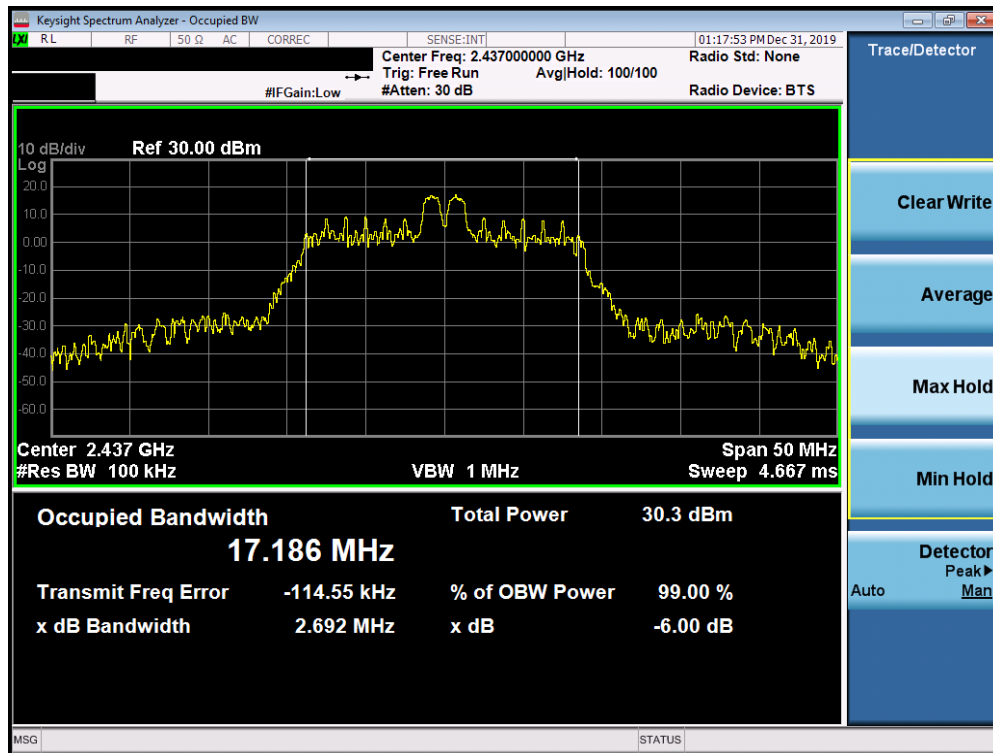 Keysight Spectrum Analyzer - Occupied BW
LXI RL RF 50 Ω AC CORREC SENSE:INT 01:17:53 PM Dec 31, 2019
Center Freq: 2.437000000 GHz Radio Std: None
Trig: Free Run Avg|Hold: 100/100
#IFGain:Low #Atten: 30 dB Radio Device: BTS
10 dB/div Ref 30.00 dBm
Log
20.0
10.0
0.00
-10.0
-20.0
-30.0
-40.0
-50.0
-60.0
Center 2.437 GHz Span 50 MHz
#Res BW 100 kHz VBW 1 MHz Sweep 4.667 ms
Occupied Bandwidth Total Power 30.3 dBm
17.186 MHz
Transmit Freq Error -114.55 kHz % of OBW Power 99.00 %
x dB Bandwidth 2.692 MHz x dB -6.00 dB
MSG STATUS
Trace/Detector
Clear Write
Average
Max Hold
Min Hold
Detector
Peak▶
Auto Man